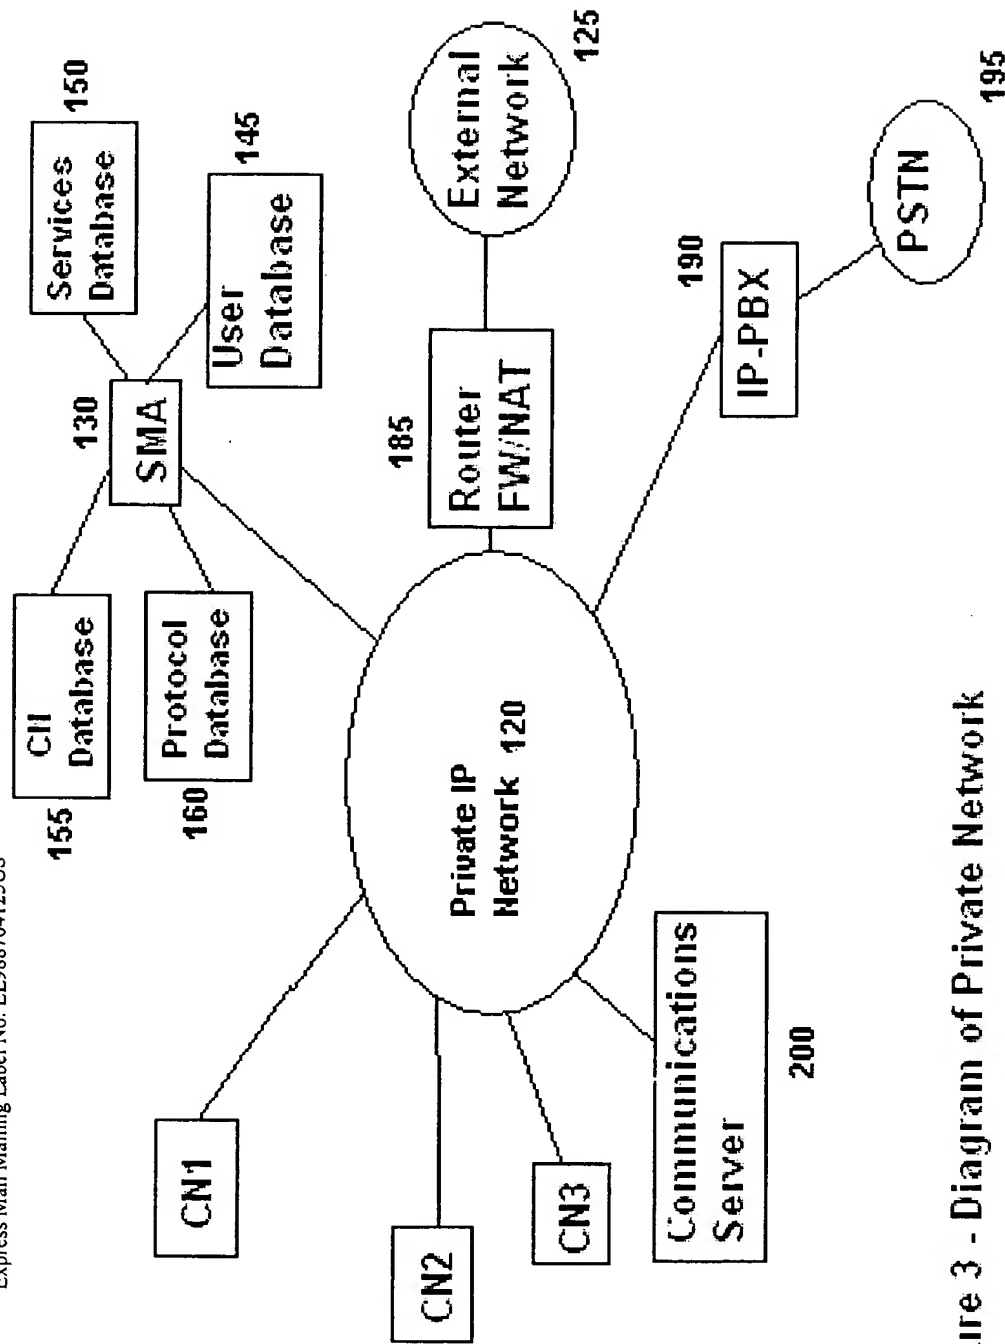 Express Mail Mailing Label No.
155
CN
Database
160
Protocol
Database
130
SMA
Services
Database
150
User
Database
145
CN1
CN2
CN3
Private IP
Network 120
185
Router
FW/NAT
External
Network
125
Communications
Server
200
190
IP-PBX
PSTN
195
3 - Diagram of Private Network